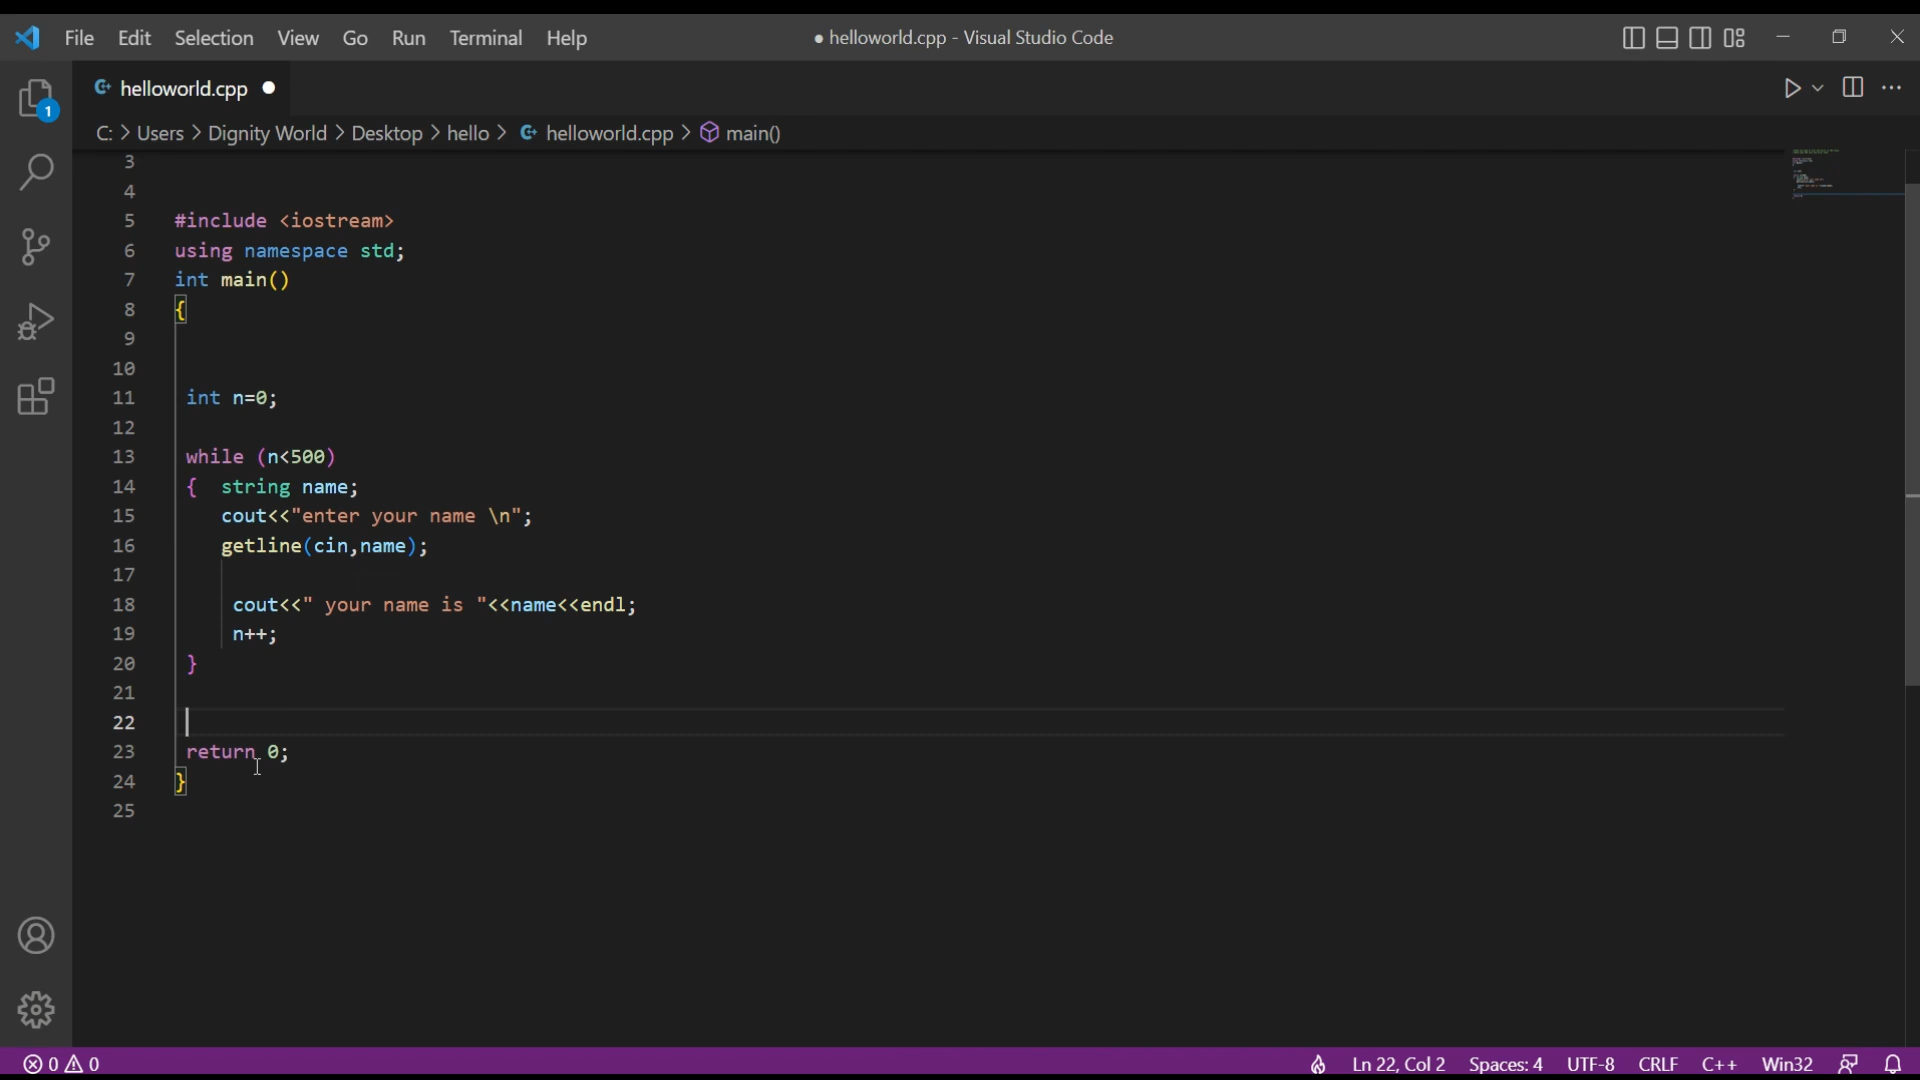 File Edit Selection View Go Run Terminal Help ● helloworld.cpp - Visual Studio Code
helloworld.cpp ●
C: > Users > Dignity World > Desktop > hello > helloworld.cpp > main()
1
3
4
5 #include <iostream>
6 using namespace std;
7 int main()
8 {
9
10
11 int n=0;
12
13 while (n<500)
14 { string name;
15 cout<<"enter your name \n";
16 getline(cin,name);
17
18 cout<<" your name is "<<name<<endl;
19 n++;
20 }
21
22
23 return 0;
24 }
25
0 0 Ln 22, Col 2 Spaces: 4 UTF-8 CRLF C++ Win32